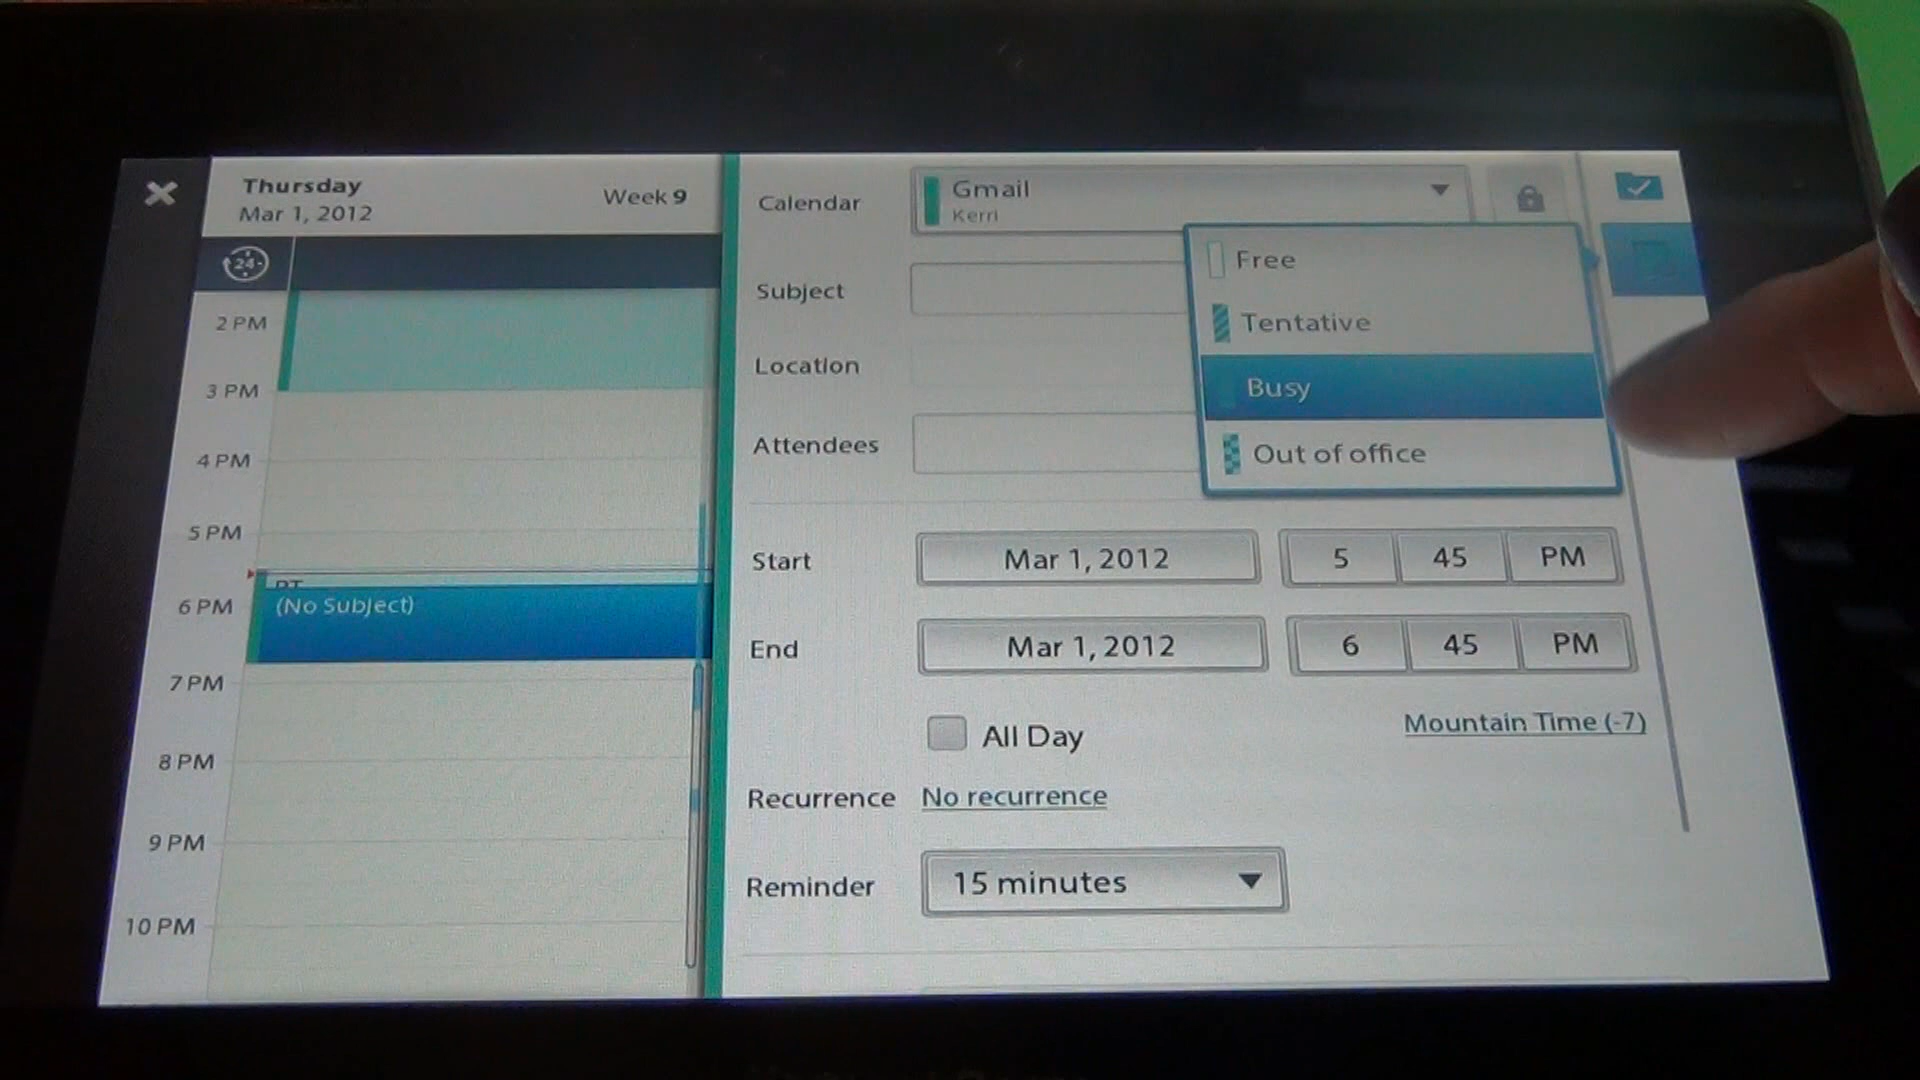 Thursday
Mar 1, 2012
Week 9
24
2 PM
3 PM
4 PM
5 PM
6 PM
(No Subject)
7 PM
8 PM
9 PM
10 PM
Calendar
Gmail
Kerri
Subject
Location
Attendees
Free
Tentative
Busy
Out of office
Start
Mar 1, 2012
5
45
PM
End
Mar 1, 2012
6
45
PM
All Day
Mountain Time (-7)
Recurrence
No recurrence
Reminder
15 minutes